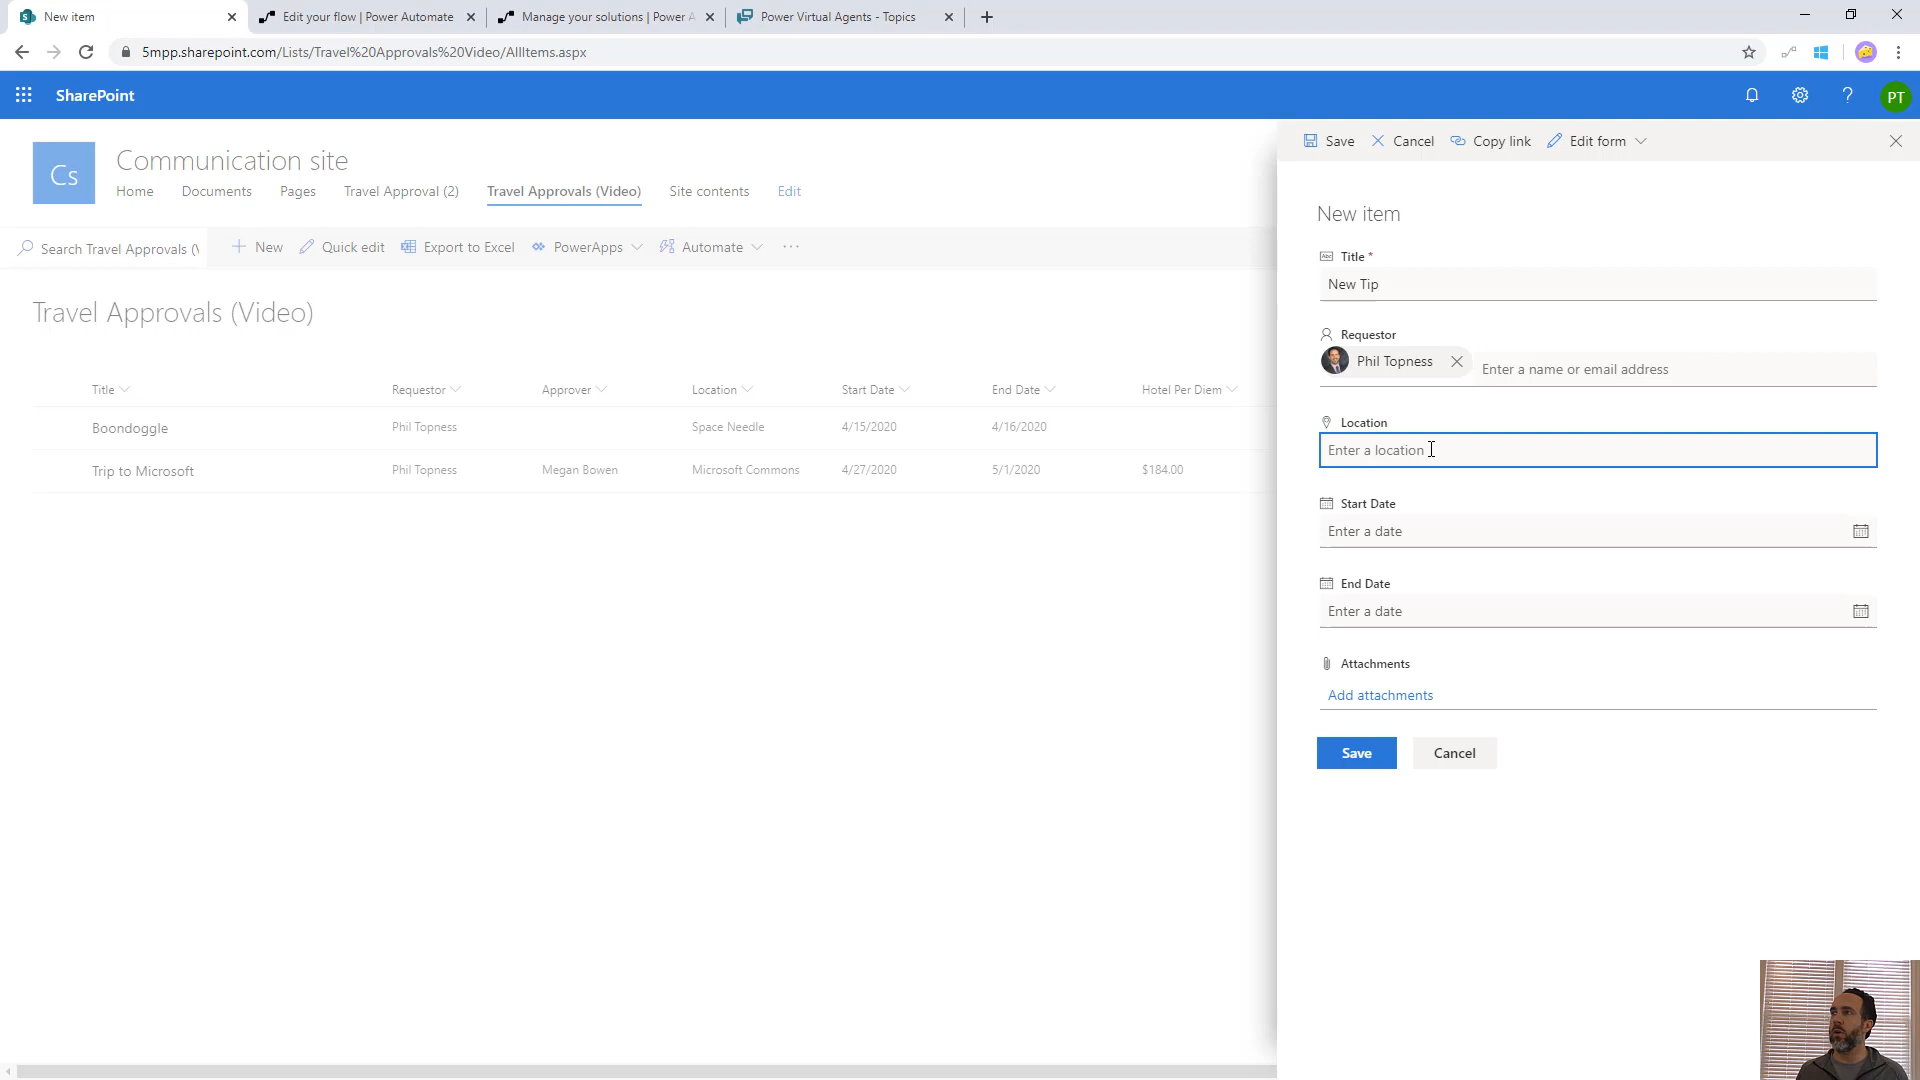 New item
Edit your flow | Power Automate
Manage your solutions | Power A
Power Virtual Agents - Topics
5mpp.sharepoint.com/Lists/Travel%20Approvals%20Video/AllItems.aspx
SharePoint
PT
Cs
Communication site
Home
Documents
Pages
Travel Approval (2)
Travel Approvals (Video)
Site contents
Edit
Search Travel Approvals (V
New
Quick edit
Export to Excel
PowerApps
Automate
Travel Approvals (Video)
Title
Requestor
Approver
Location
Start Date
End Date
Hotel Per Diem
Boondoggle
Phil Topness
Space Needle
4/15/2020
4/16/2020
Trip to Microsoft
Phil Topness
Megan Bowen
Microsoft Commons
4/27/2020
5/1/2020
$184.00
Save
Cancel
Copy link
Edit form
New item
Abc
Title *
New Tip
Requestor
Phil Topness
Enter a name or email address
Location
Enter a location
Start Date
Enter a date
End Date
Enter a date
Attachments
Add attachments
Save
Cancel